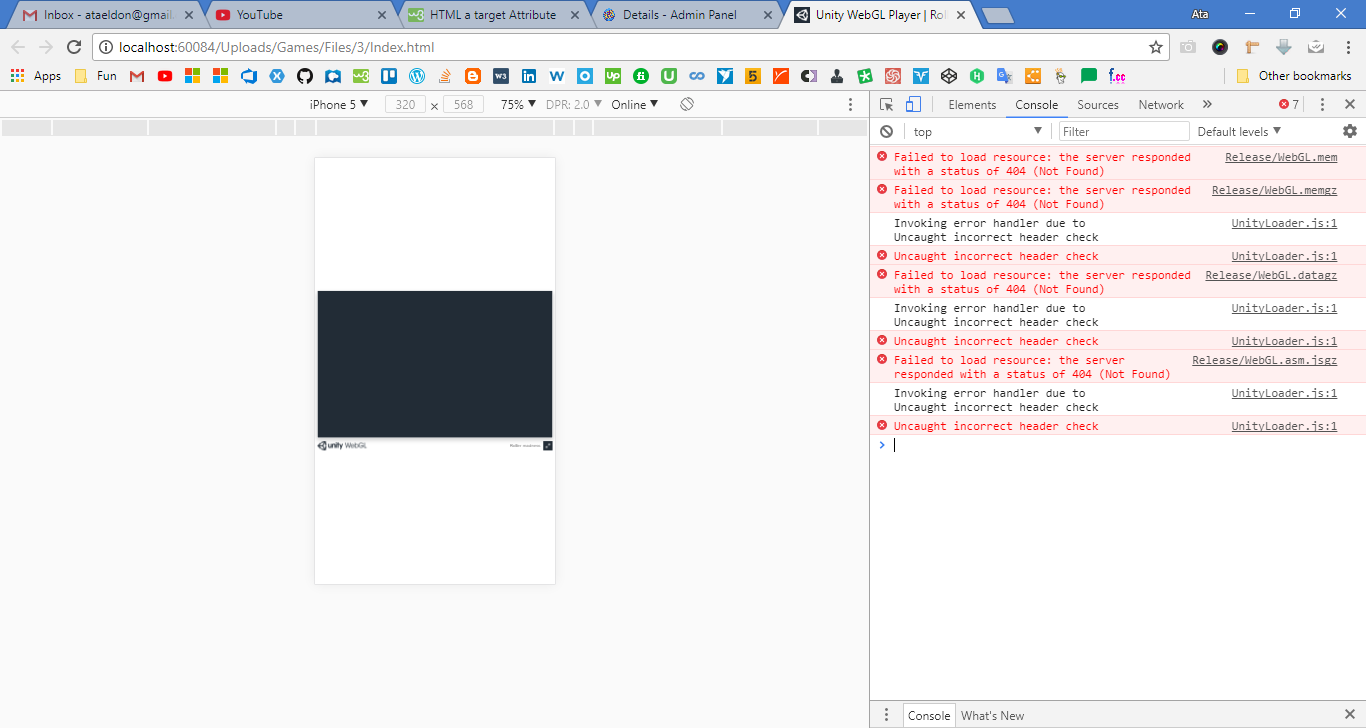 Inbox - ataeldon@gmail.
YouTube
HTML a target Attribute
Details - Admin Panel
Unity WebGL Player | Rol
Ata
localhost:60084/Uploads/Games/Files/3/Index.html
Apps
Fun
w3
W
Up
fi
5
f.cc
Other bookmarks
iPhone 5 ▼
320 × 568
75% ▼
DPR: 2.0 ▼
Online ▼
Elements
Console
Sources
Network
»
7
top ▼
Filter
Default levels ▼
Failed to load resource: the server responded Release/WebGL.mem
with a status of 404 (Not Found)
Failed to load resource: the server responded Release/WebGL.memgz
with a status of 404 (Not Found)
Invoking error handler due to UnityLoader.js:1
Uncaught incorrect header check
Uncaught incorrect header check UnityLoader.js:1
Failed to load resource: the server responded Release/WebGL.datagz
with a status of 404 (Not Found)
Invoking error handler due to UnityLoader.js:1
Uncaught incorrect header check
Uncaught incorrect header check UnityLoader.js:1
Failed to load resource: the server Release/WebGL.asm.jsgz
responded with a status of 404 (Not Found)
Invoking error handler due to UnityLoader.js:1
Uncaught incorrect header check
Uncaught incorrect header check UnityLoader.js:1
unity WebGL
Console
What's New